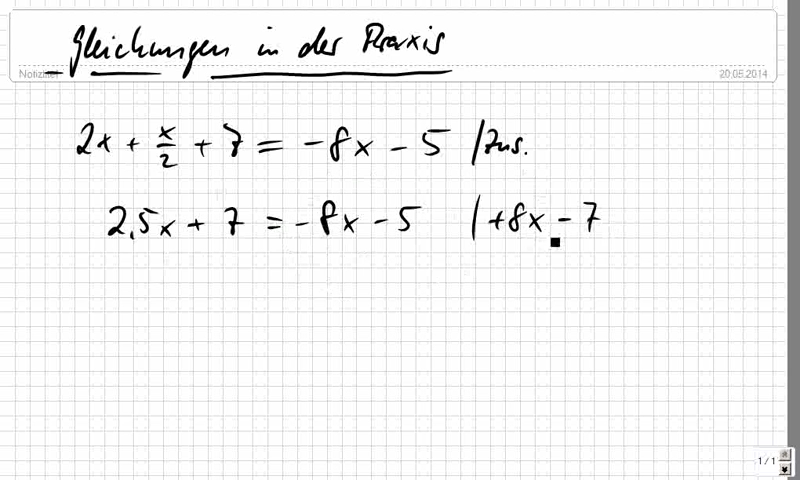 Gleichungen in der Praxis
20.05.2014
2x + x/2 + 7 = -8x - 5 /Zus.
2,5x + 7 = -8x - 5 | +8x - 7
1/1